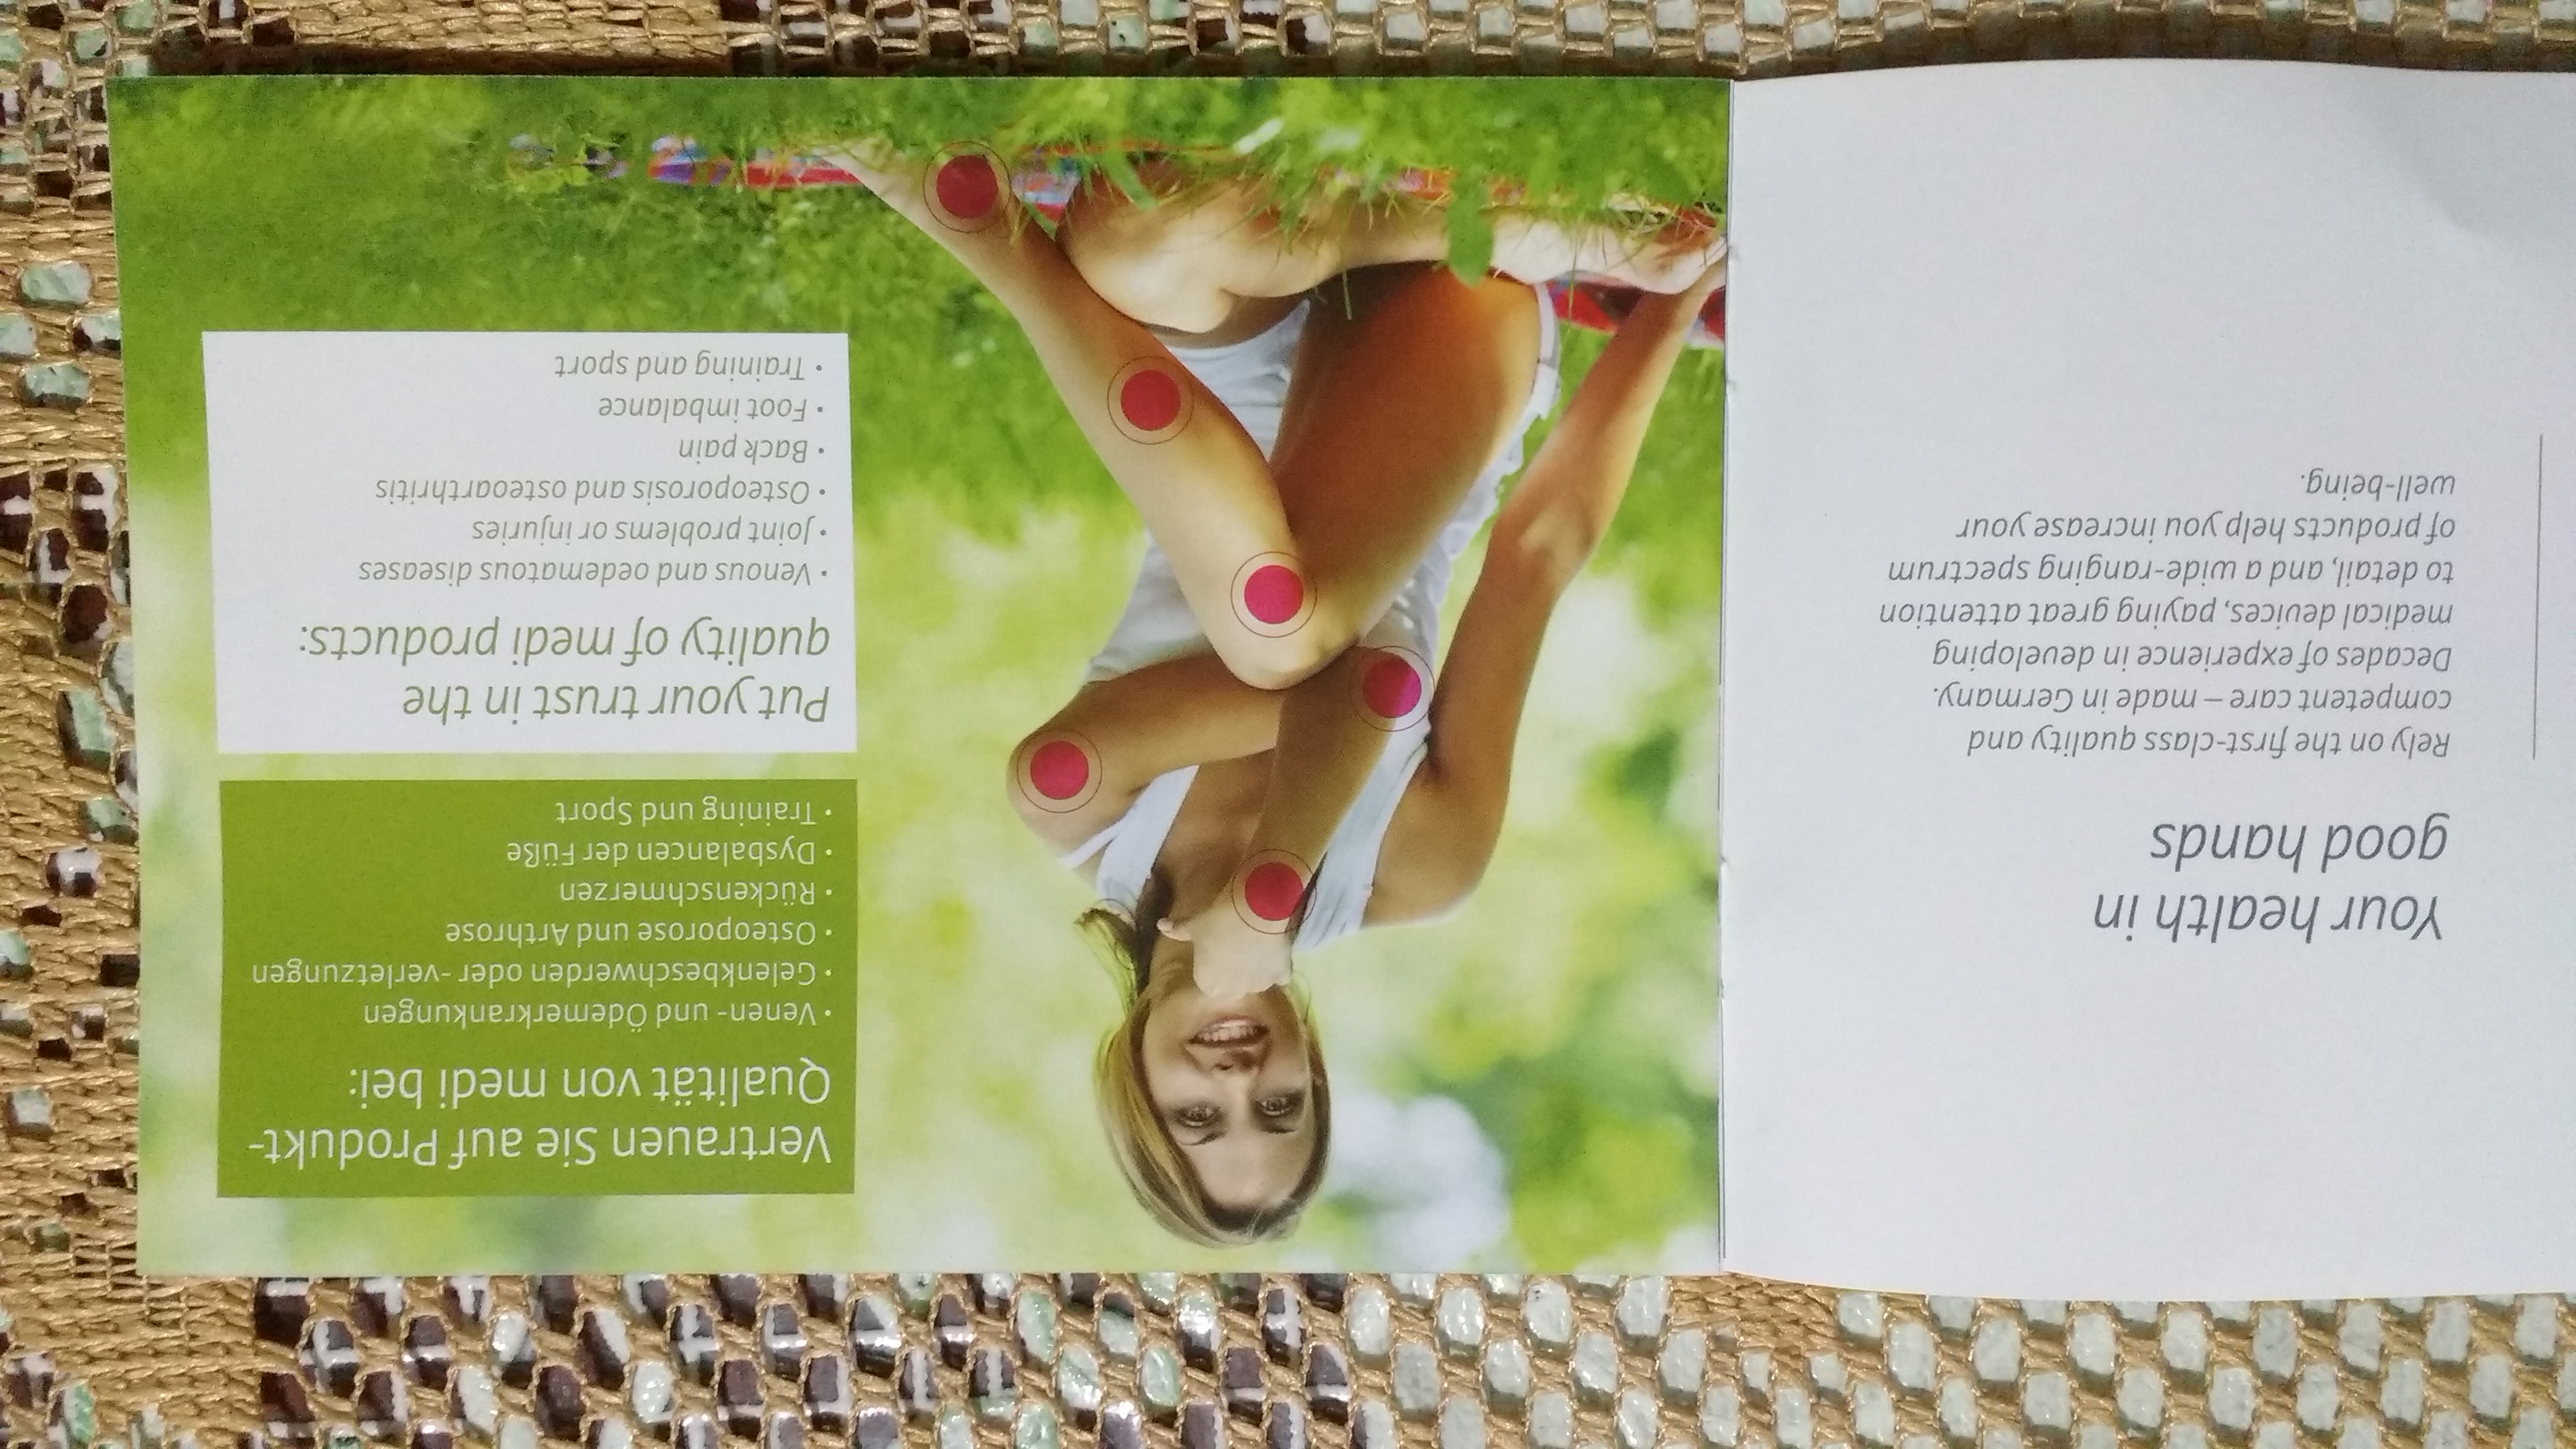 Your health in
good hands
Rely on the first-class quality and
competent care – made in Germany.
Decades of experience in developing
medical devices, paying great attention
to detail, and a wide-ranging spectrum
of products help you increase your
well-being.
Vertrauen Sie auf Produkt-
Qualität von medi bei:
· Venen- und Ödemerkrankungen
· Gelenkbeschwerden oder -verletzungen
· Osteoporose und Arthrose
· Rückenschmerzen
· Dysbalancen der Füße
· Training und Sport
Put your trust in the
quality of medi products:
· Venous and oedematous diseases
· Joint problems or injuries
· Osteoporosis and osteoarthritis
· Back pain
· Foot imbalance
· Training and sport